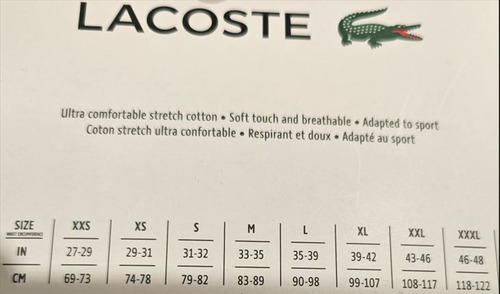 LACOSTE
Ultra comfortable stretch cotton • Soft touch and breathable • Adapted to sport
Coton stretch ultra confortable • Respirant et doux • Adapté au sport
SIZE XXS XS S M L XL XXL XXXL
WAIST CIRCUMFERENCE
IN 27-29 29-31 31-32 33-35 35-39 39-42 43-46 46-48
CM 69-73 74-78 79-82 83-89 90-98 99-107 108-117 118-122